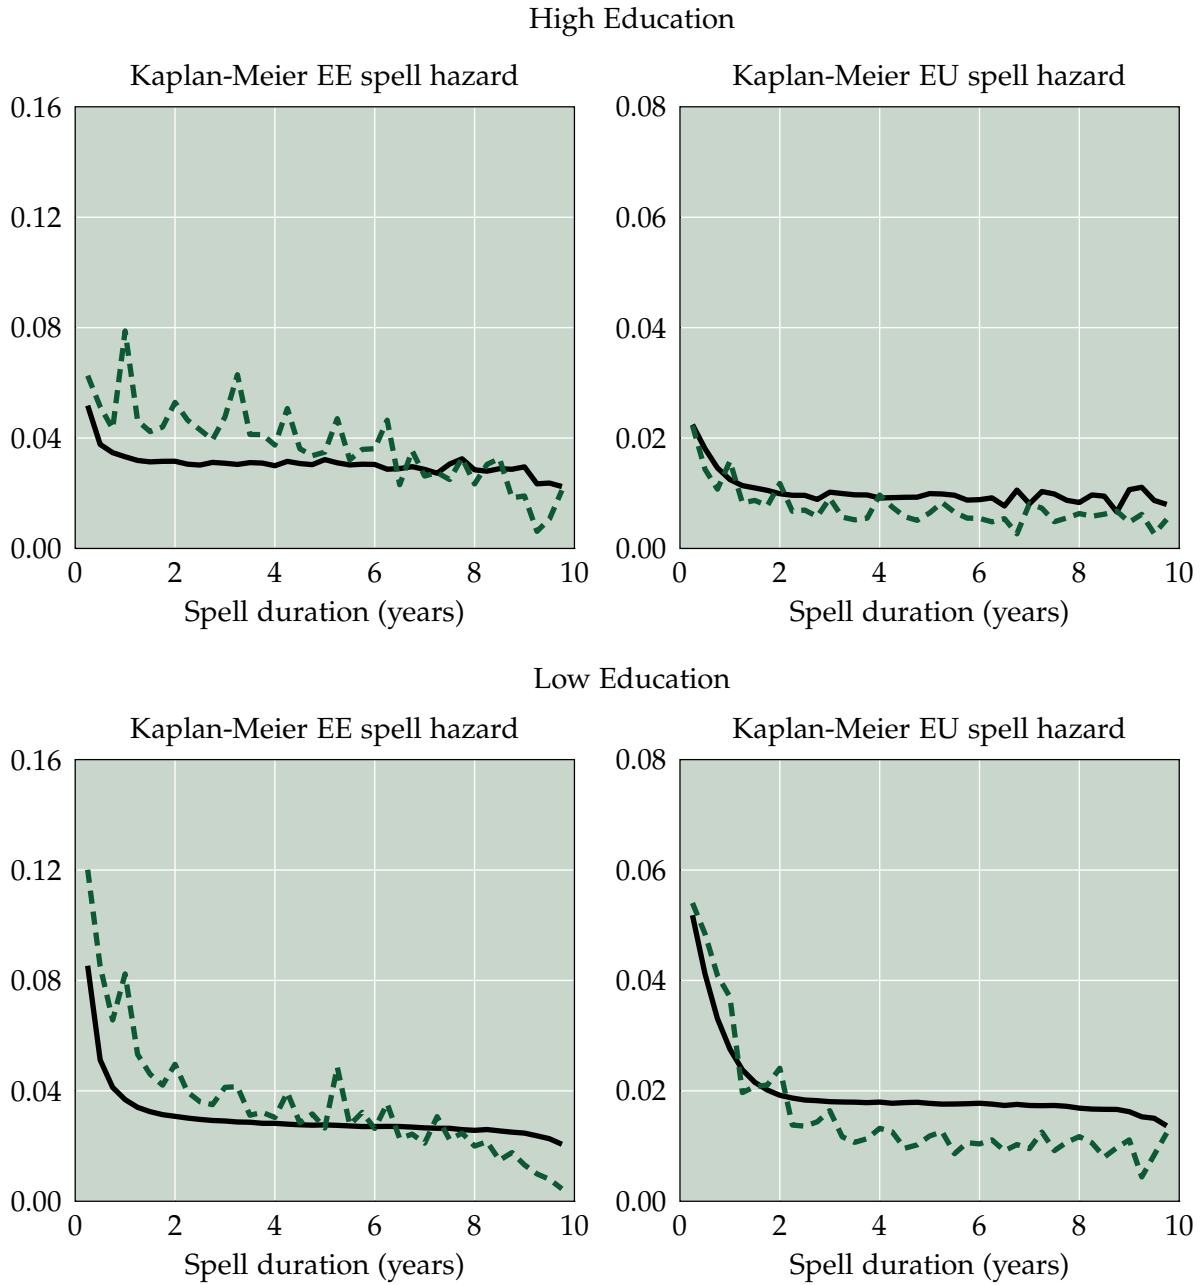 High Education
Kaplan-Meier EE spell hazard
Kaplan-Meier EU spell hazard
0.16
0.12
0.08
0.04
0.00
0 2 4 6 8 10
Spell duration (years)
0.08
0.06
0.04
0.02
0.00
0 2 4 6 8 10
Spell duration (years)
Low Education
Kaplan-Meier EE spell hazard
Kaplan-Meier EU spell hazard
0.16
0.12
0.08
0.04
0.00
0 2 4 6 8 10
Spell duration (years)
0.08
0.06
0.04
0.02
0.00
0 2 4 6 8 10
Spell duration (years)